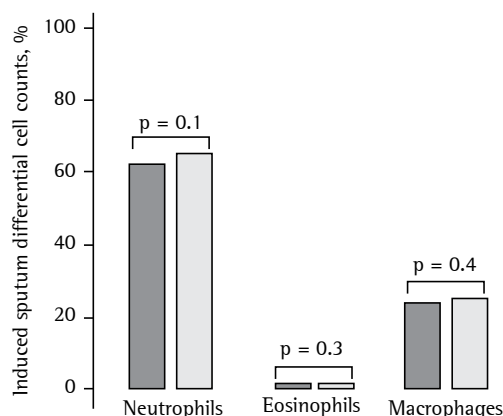 Induced sputum differential cell counts, %
100
80
60
40
20
0
p = 0.1
p = 0.3
p = 0.4
Neutrophils
Eosinophils
Macrophages